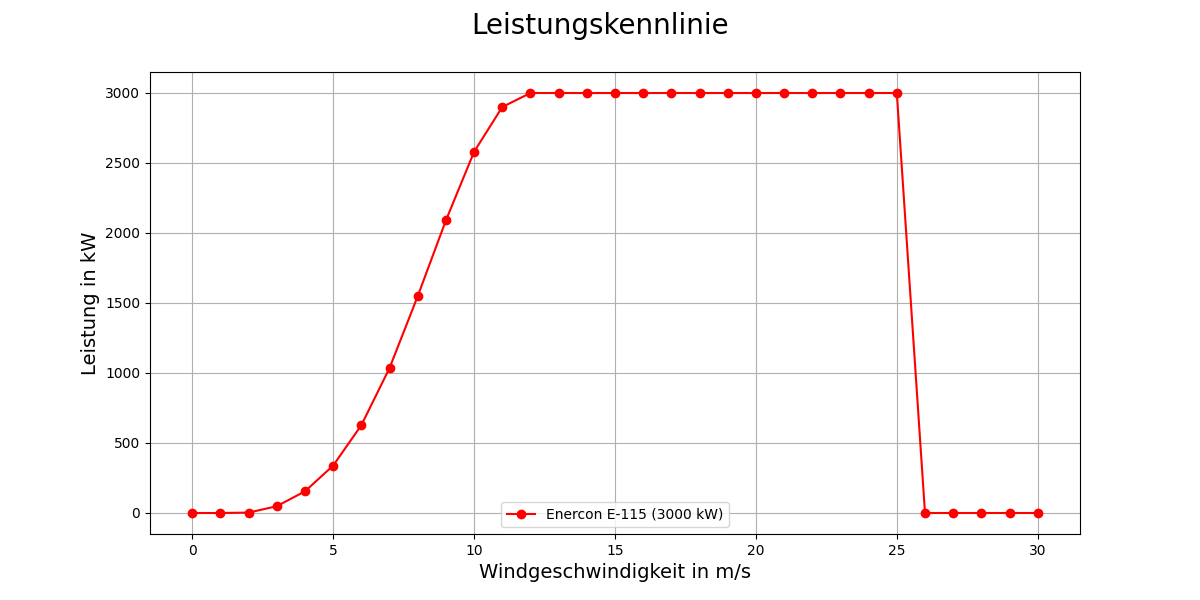 Leistungskennlinie
Leistung in kW
3000
2500
2000
1500
1000
500
0
Enercon E-115 (3000 kW)
0 5 10 15 20 25 30
Windgeschwindigkeit in m/s